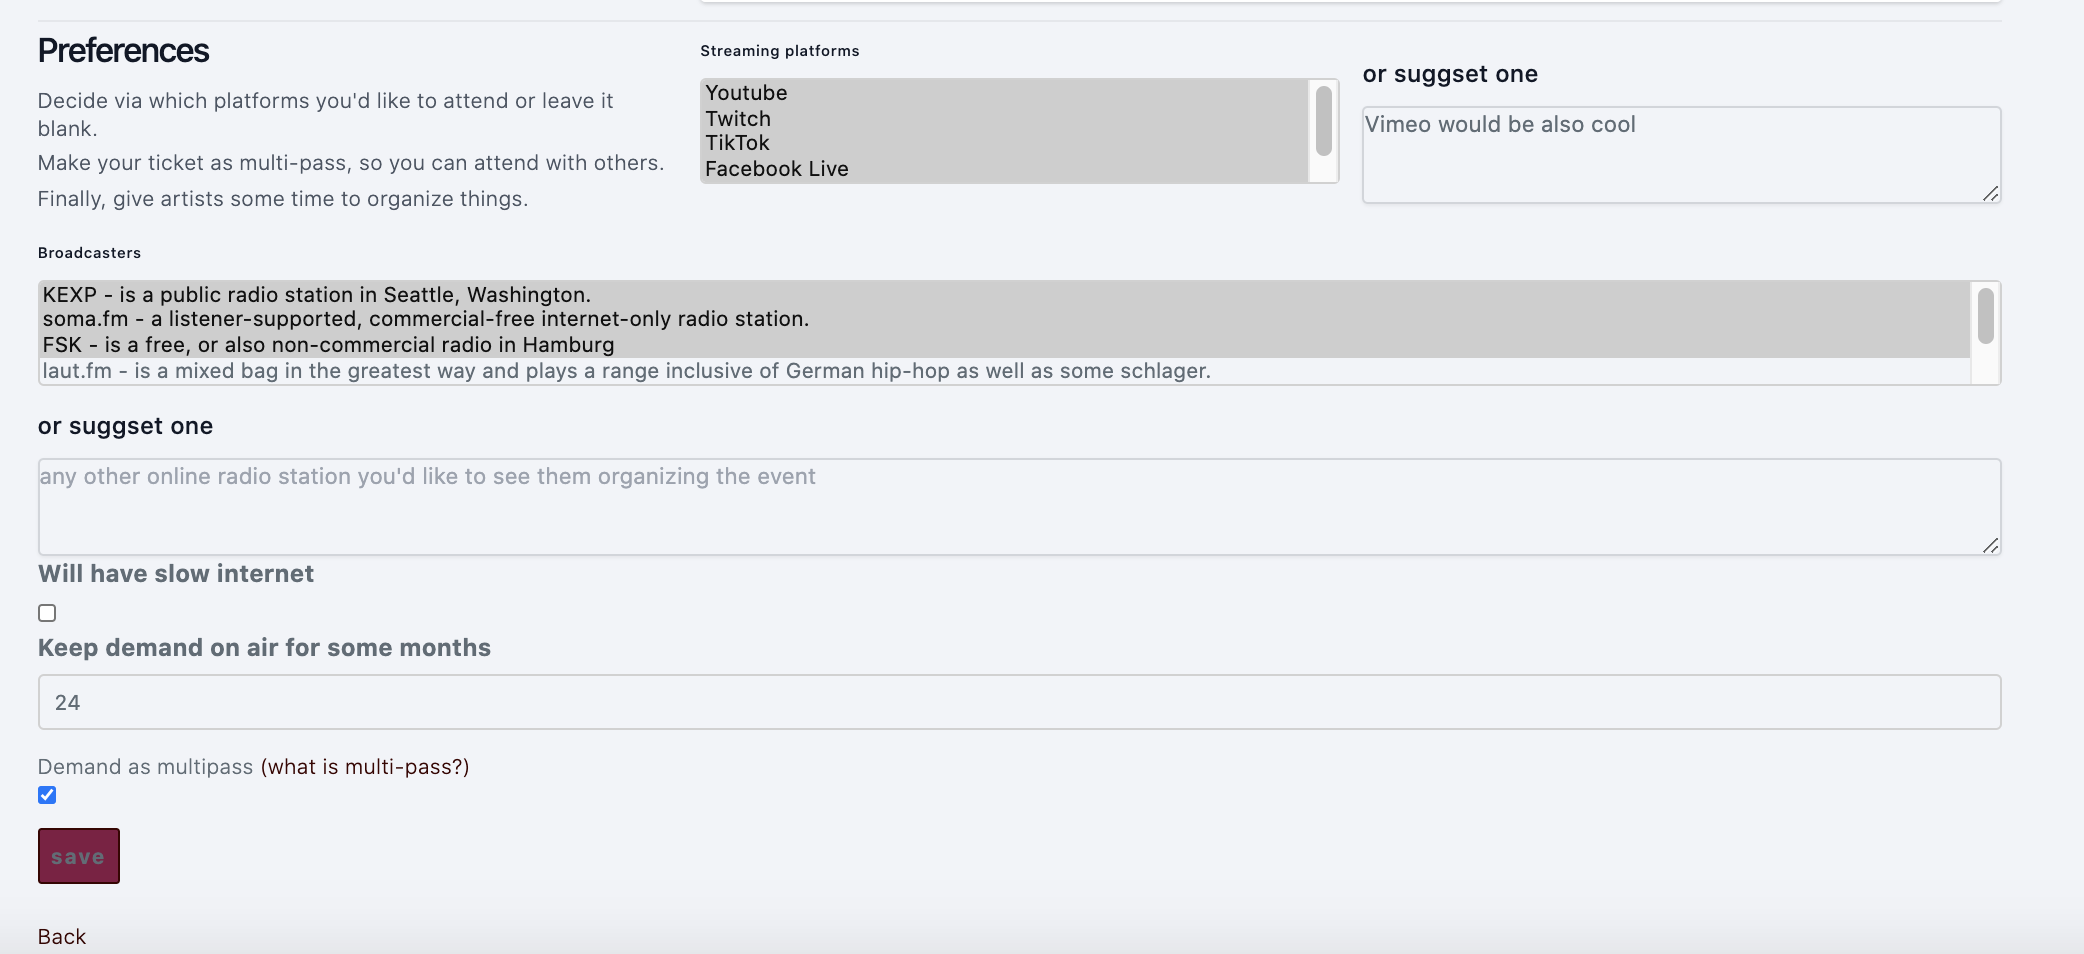 Preferences
Decide via which platforms you'd like to attend or leave it
blank.
Make your ticket as multi-pass, so you can attend with others.
Finally, give artists some time to organize things.
Streaming platforms
Youtube
Twitch
TikTok
Facebook Live
or suggset one
Vimeo would be also cool
Broadcasters
KEXP - is a public radio station in Seattle, Washington.
soma.fm - a listener-supported, commercial-free internet-only radio station.
FSK - is a free, or also non-commercial radio in Hamburg
laut.fm - is a mixed bag in the greatest way and plays a range inclusive of German hip-hop as well as some schlager.
or suggset one
any other online radio station you'd like to see them organizing the event
Will have slow internet
Keep demand on air for some months
24
Demand as multipass (what is multi-pass?)
save
Back